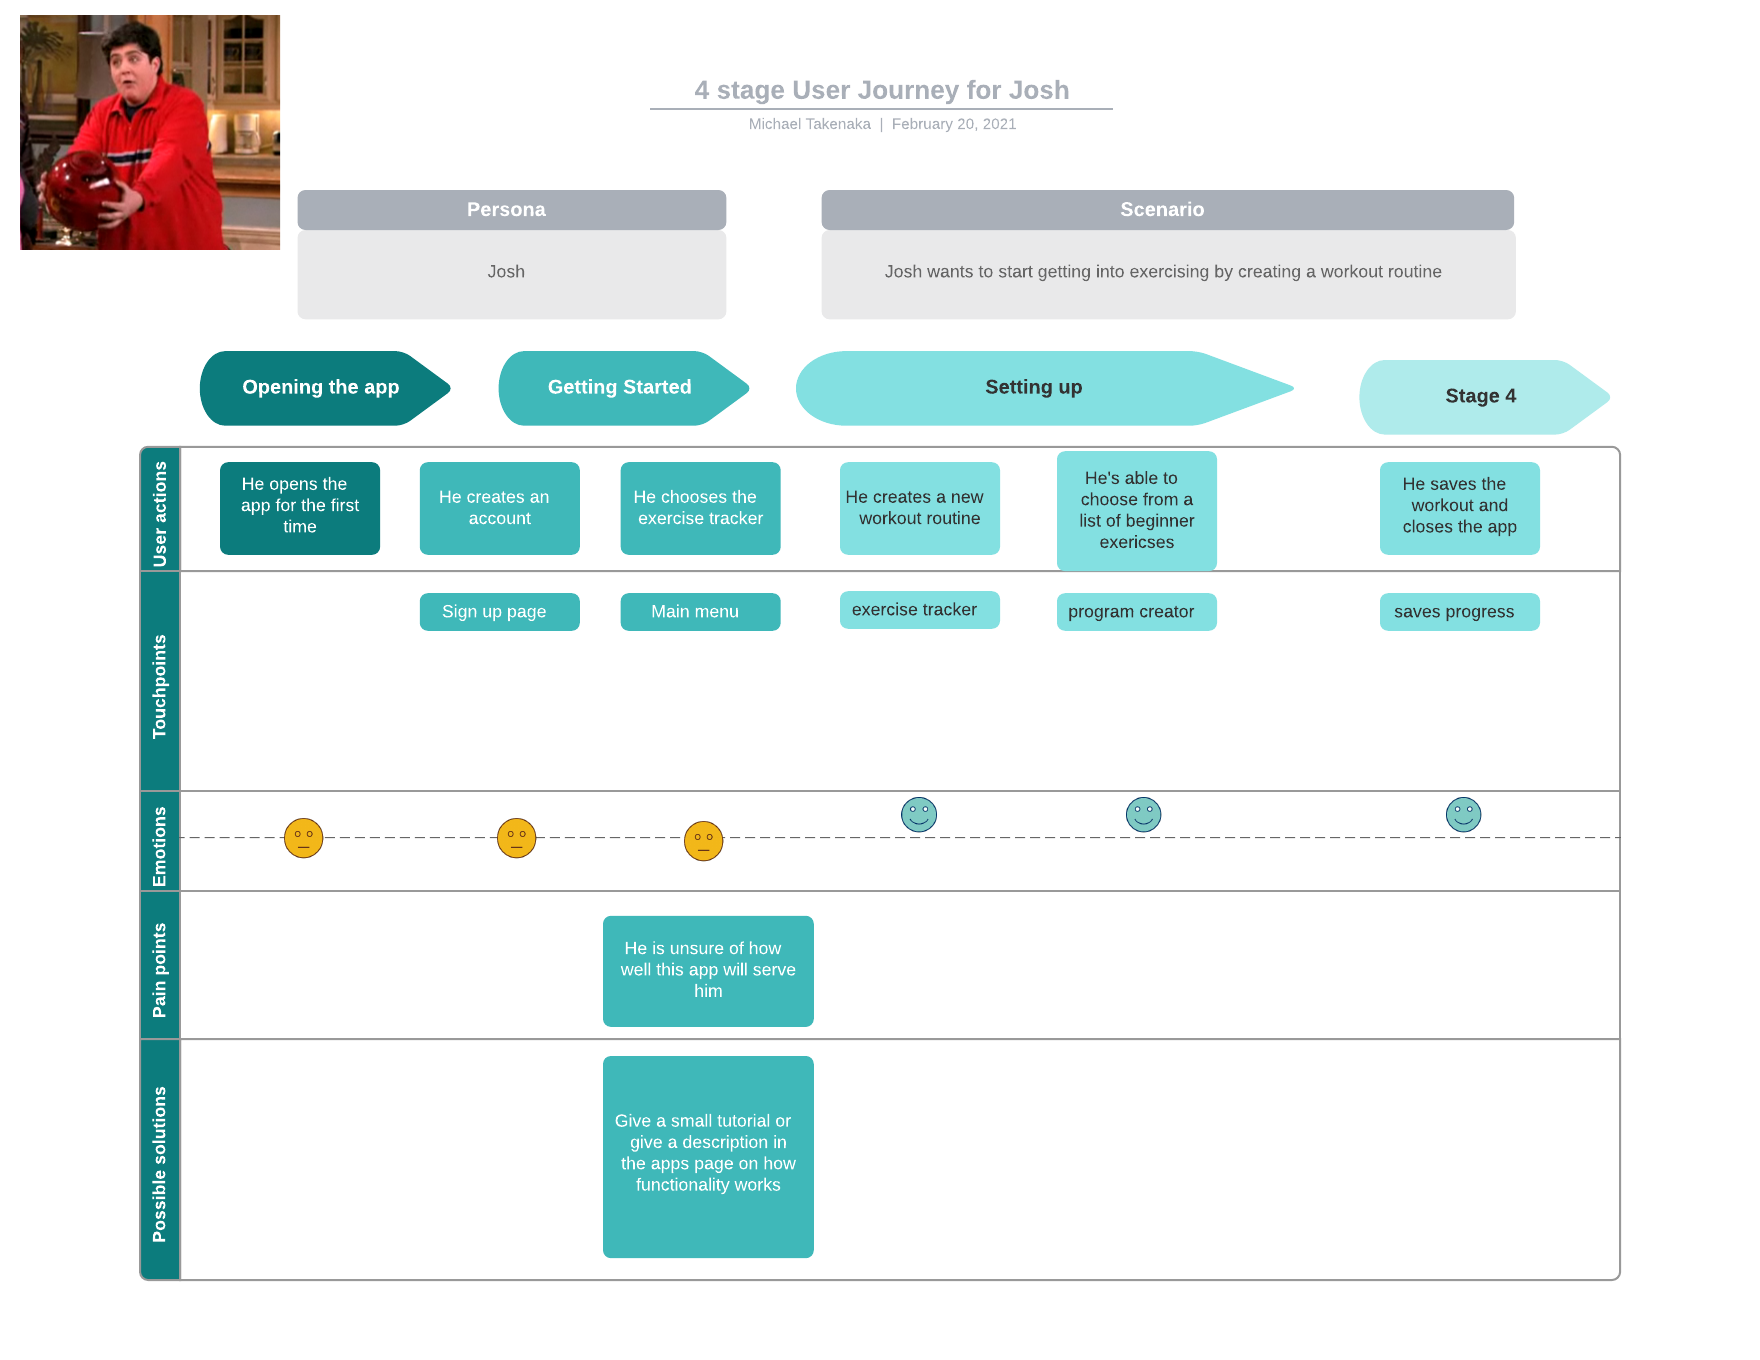 4 stage User Journey for Josh
Michael Takenaka | February 20, 2021
Persona
Josh
Scenario
Josh wants to start getting into exercising by creating a workout routine
Opening the app
Getting Started
Setting up
Stage 4
User actions
He opens the
app for the first
time
He creates an
account
He chooses the
exercise tracker
He creates a new
workout routine
He's able to
choose from a
list of beginner
exericses
He saves the
workout and
closes the app
Touchpoints
Sign up page
Main menu
exercise tracker
program creator
saves progress
Emotions
Pain points
He is unsure of how
well this app will serve
him
Possible solutions
Give a small tutorial or
give a description in
the apps page on how
functionality works